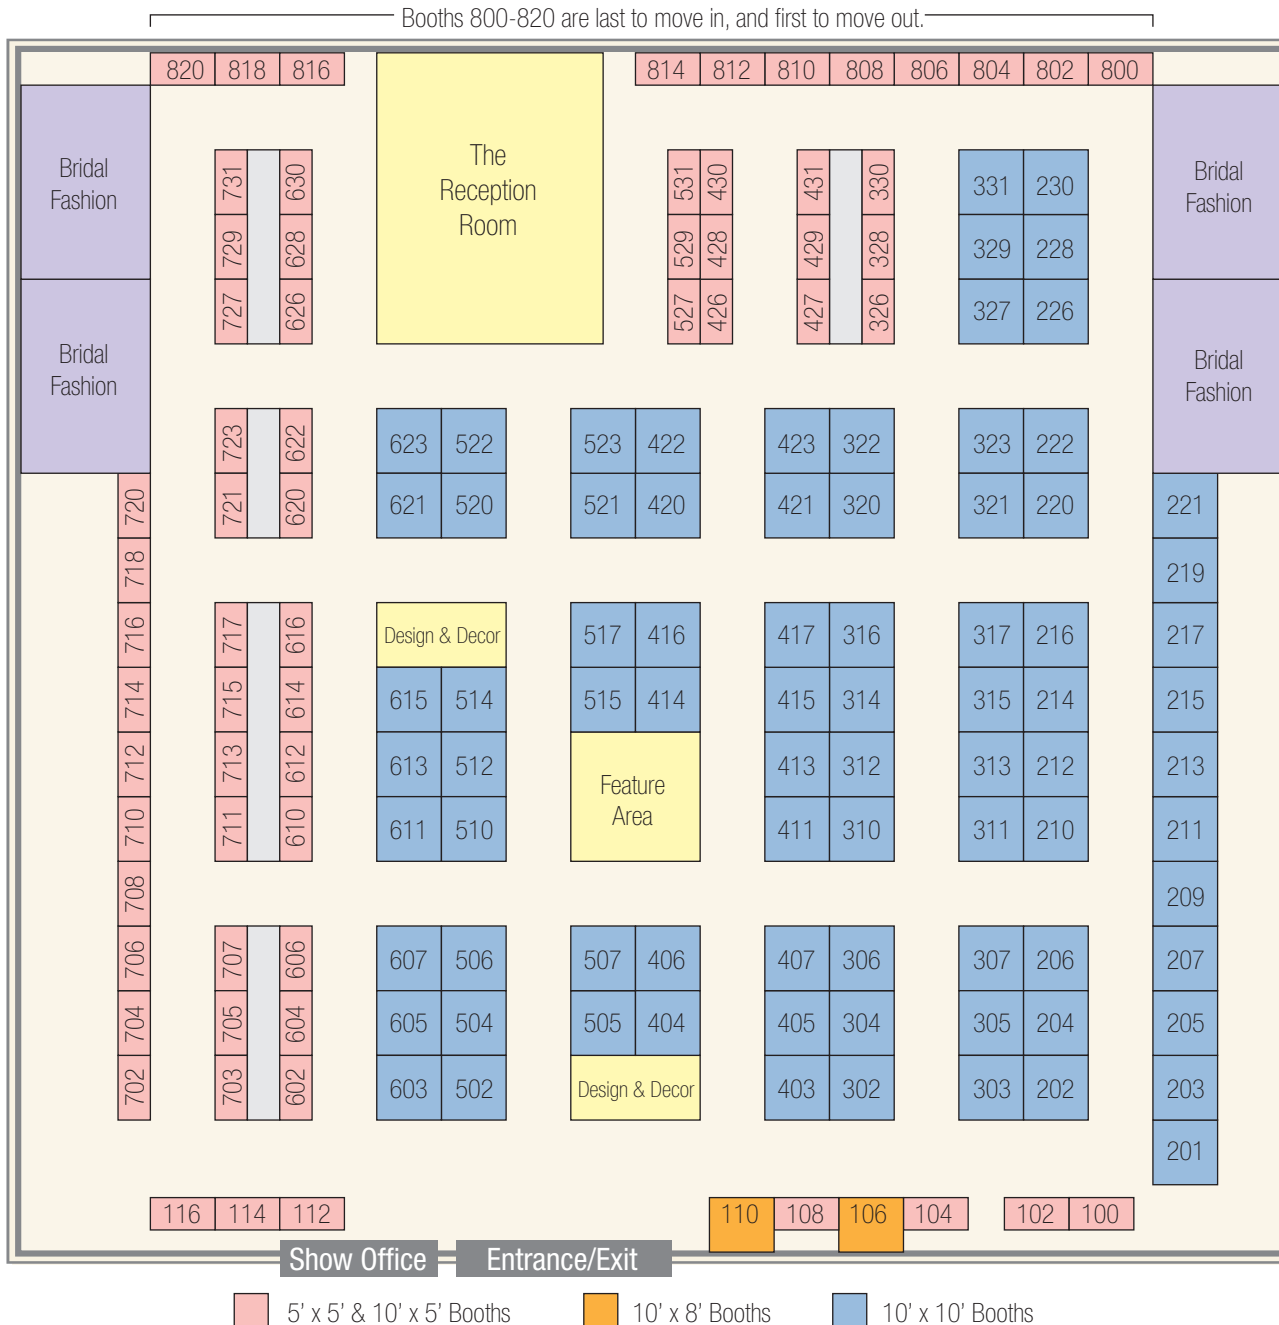 Booths 800-820 are last to move in, and first to move out.
820 818 816 814 812 810 808 806 804 802 800
Bridal
Fashion
The
Reception
Room
Bridal
Fashion
731 630 531 430 431 330 331 230
729 628 529 428 429 328 329 228
727 626 527 426 427 326 327 226
Bridal
Fashion
Bridal
Fashion
723 622 623 522 523 422 423 322 323 222
720 721 620 621 520 521 420 421 320 321 220 221
718 219
716 717 616 Design & Decor 517 416 417 316 317 216 217
714 715 614 615 514 515 414 415 314 315 214 215
712 713 612 613 512 413 312 313 212 213
Feature
Area
710 711 610 611 510 411 310 311 210 211
708 209
706 707 606 607 506 507 406 407 306 307 206 207
704 705 604 605 504 505 404 405 304 305 204 205
702 703 602 603 502 Design & Decor 403 302 303 202 203
201
116 114 112 110 108 106 104 102 100
Show Office Entrance/Exit
5' x 5' & 10' x 5' Booths 10' x 8' Booths 10' x 10' Booths